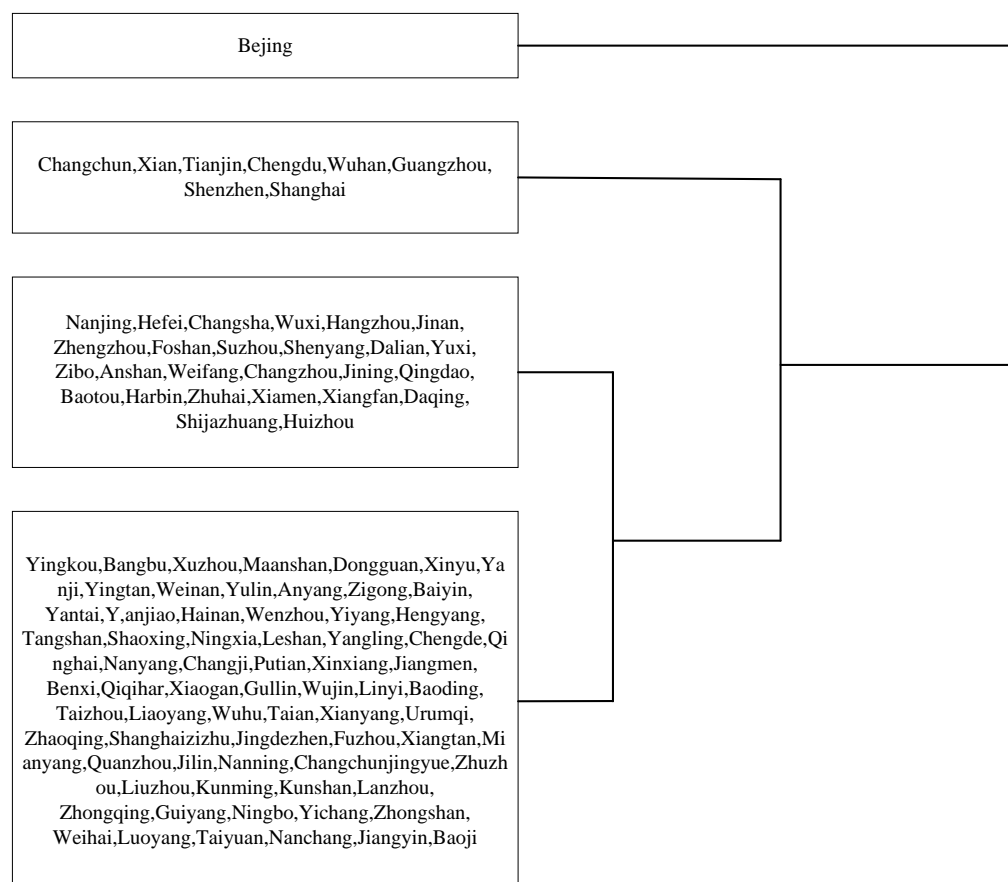 Bejing
Changchun,Xian,Tianjin,Chengdu,Wuhan,Guangzhou,
Shenzhen,Shanghai
Nanjing,Hefei,Changsha,Wuxi,Hangzhou,Jinan,
Zhengzhou,Foshan,Suzhou,Shenyang,Dalian,Yuxi,
Zibo,Anshan,Weifang,Changzhou,Jining,Qingdao,
Baotou,Harbin,Zhuhai,Xiamen,Xiangfan,Daqing,
Shijazhuang,Huizhou
Yingkou,Bangbu,Xuzhou,Maanshan,Dongguan,Xinyu,Ya
nji,Yingtan,Weinan,Yulin,Anyang,Zigong,Baiyin,
Yantai,Y,anjiao,Hainan,Wenzhou,Yiyang,Hengyang,
Tangshan,Shaoxing,Ningxia,Leshan,Yangling,Chengde,Qi
nghai,Nanyang,Changji,Putian,Xinxiang,Jiangmen,
Benxi,Qiqihar,Xiaogan,Gullin,Wujin,Linyi,Baoding,
Taizhou,Liaoyang,Wuhu,Taian,Xianyang,Urumqi,
Zhaoqing,Shanghaizizhu,Jingdezhen,Fuzhou,Xiangtan,Mi
anyang,Quanzhou,Jilin,Nanning,Changchunjingyue,Zhuzh
ou,Liuzhou,Kunming,Kunshan,Lanzhou,
Zhongqing,Guiyang,Ningbo,Yichang,Zhongshan,
Weihai,Luoyang,Taiyuan,Nanchang,Jiangyin,Baoji